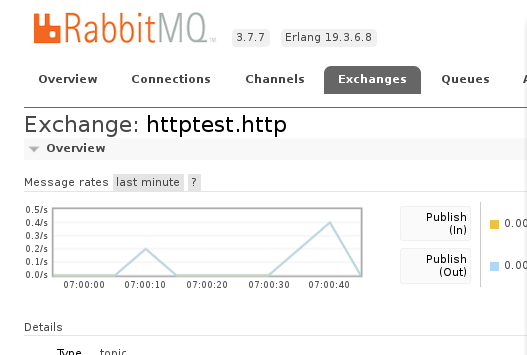 RabbitMQ TM 3.7.7 Erlang 19.3.6.8
Overview Connections Channels Exchanges Queues
Exchange: httptest.http
Overview
Message rates last minute ?
0.5/s
0.4/s
0.3/s
0.2/s
0.1/s
0.0/s
07:00:00 07:00:10 07:00:20 07:00:30 07:00:40
Publish (In) 0.00
Publish (Out) 0.00
Details
Type topic